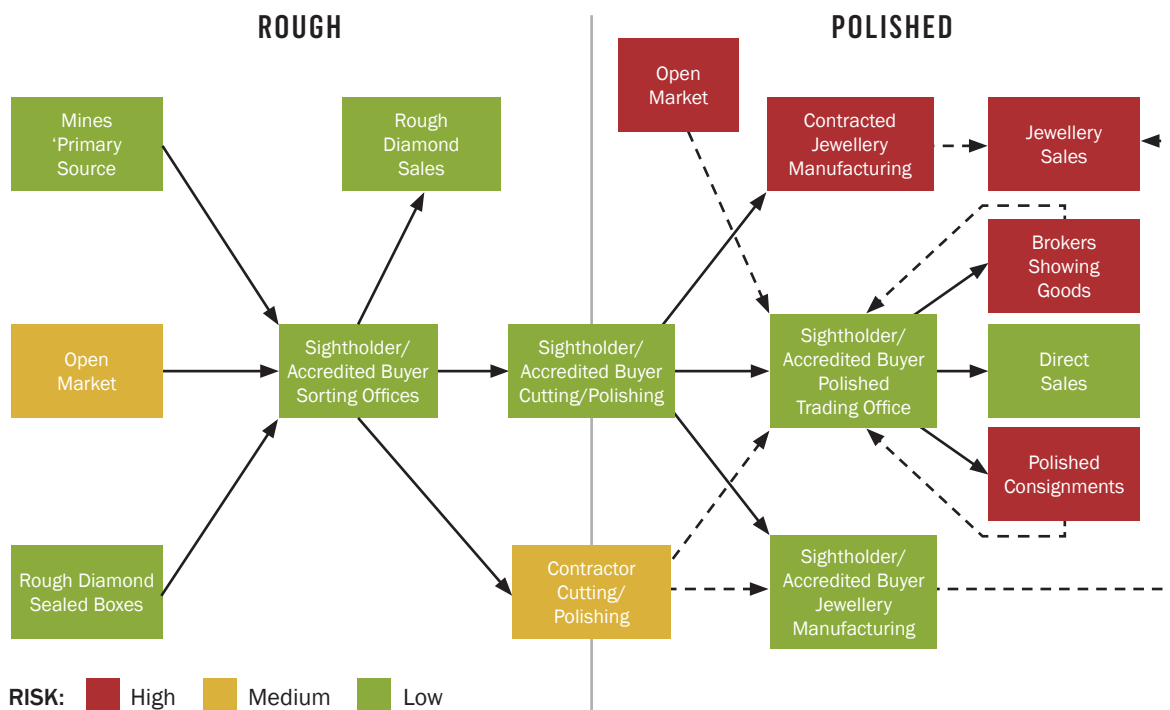 ROUGH
POLISHED
Mines
‘Primary
Source
Rough
Diamond
Sales
Open
Market
Contracted
Jewellery
Manufacturing
Jewellery
Sales
Brokers
Showing
Goods
Open
Market
Sightholder/
Accredited Buyer
Sorting Offices
Sightholder/
Accredited Buyer
Cutting/Polishing
Sightholder/
Accredited Buyer
Polished
Trading Office
Direct
Sales
Polished
Consignments
Rough Diamond
Sealed Boxes
Contractor
Cutting/
Polishing
Sightholder/
Accredited Buyer
Jewellery
Manufacturing
RISK: High Medium Low